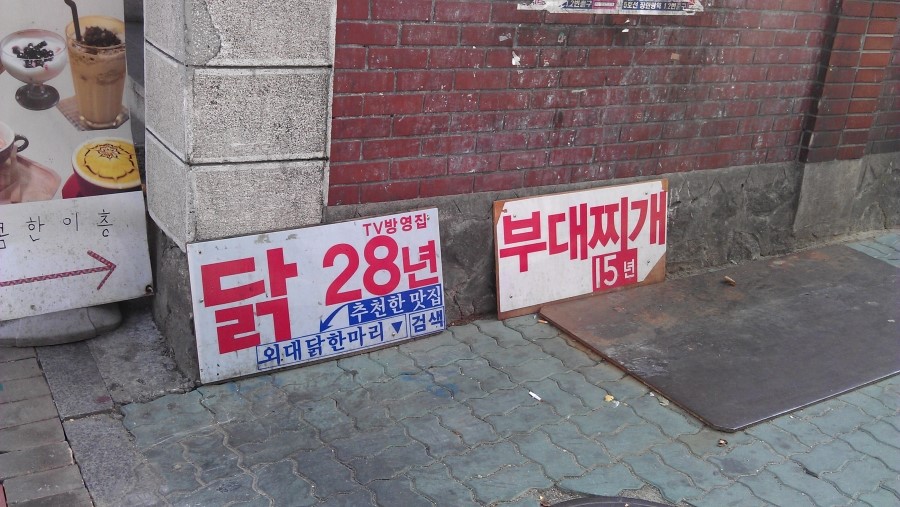 한 이 층
TV방영집
닭 28년
추천한 맛집
외대닭한마리 ▼ 검색
부대찌개
15년